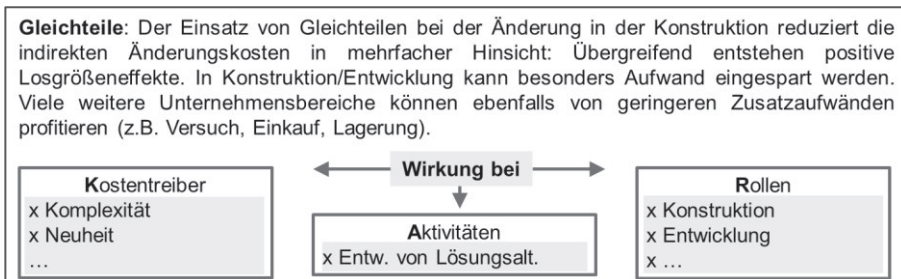 Gleichteile: Der Einsatz von Gleichteilen bei der Änderung in der Konstruktion reduziert die
indirekten Änderungskosten in mehrfacher Hinsicht: Übergreifend entstehen positive
Losgrößeneffekte. In Konstruktion/Entwicklung kann besonders Aufwand eingespart werden.
Viele weitere Unternehmensbereiche können ebenfalls von geringeren Zusatzaufwänden
profitieren (z.B. Versuch, Einkauf, Lagerung).
Wirkung bei
Kostentreiber
x Komplexität
x Neuheit
...
Aktivitäten
x Entw. von Lösungsalt.
Rollen
x Konstruktion
x Entwicklung
x ...